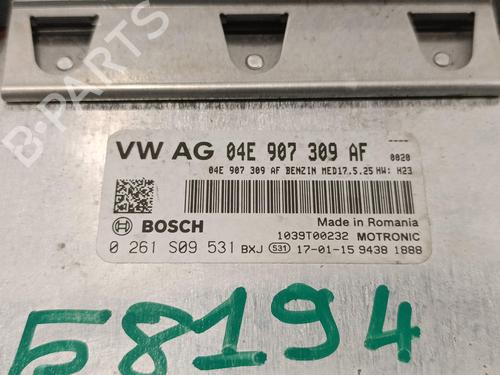 B-PARTS
VW AG 04E 907 309 AF 0020
04E 907 309 AF BENZIN MED17.5.25 HW: H23
BOSCH
Made in Romania
1039T00232 MOTRONIC
0 261 S09 531 BXJ 531 17-01-15 9438 1888
58194